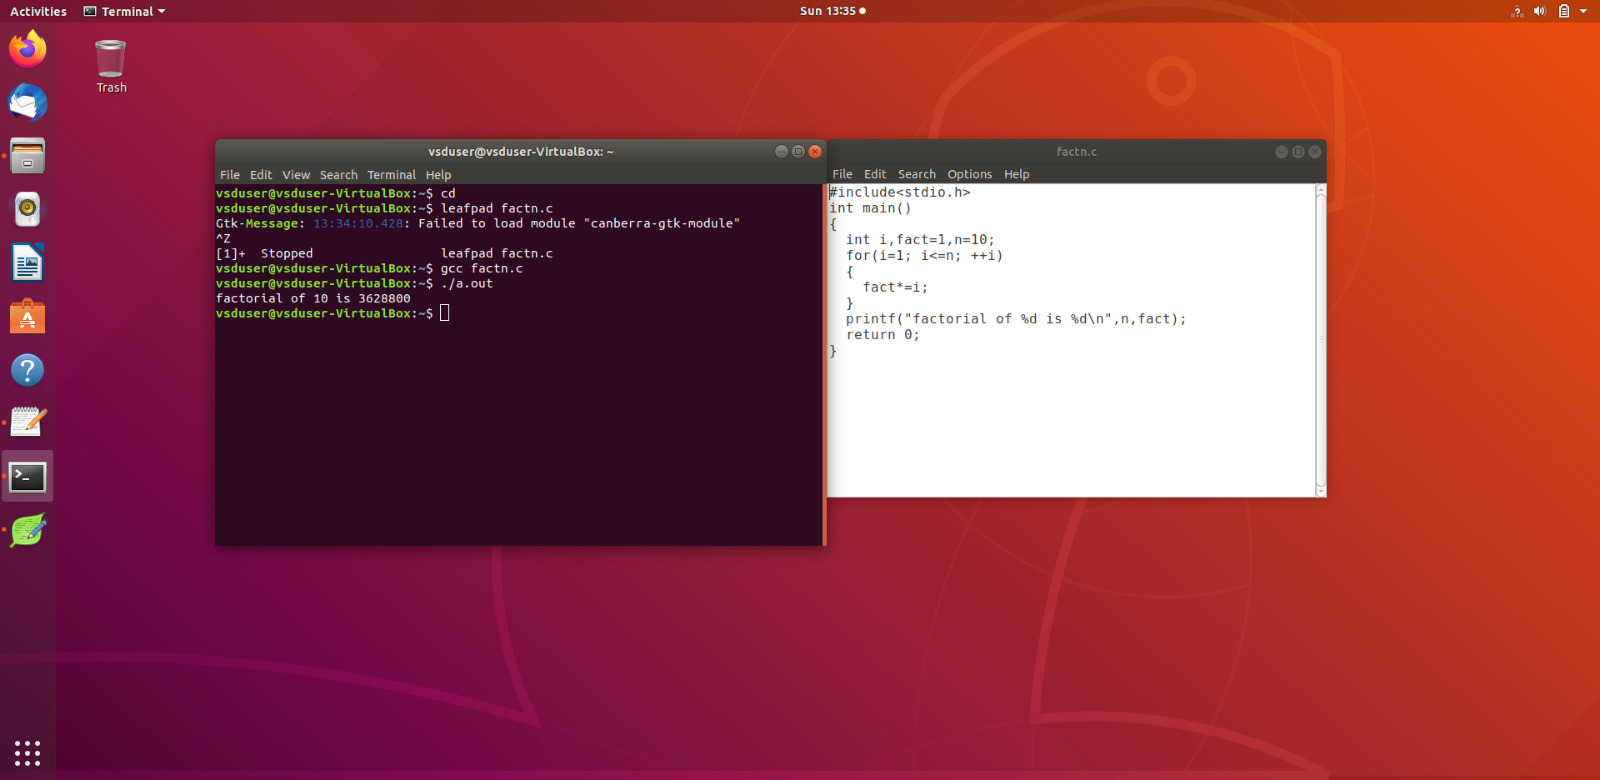 Activities Terminal Sun 13:35
Trash
vsduser@vsduser-VirtualBox: ~
File Edit View Search Terminal Help
vsduser@vsduser-VirtualBox:~$ cd
vsduser@vsduser-VirtualBox:~$ leafpad factn.c
Gtk-Message: 13:34:10.428: Failed to load module "canberra-gtk-module"
^Z
[1]+  Stopped                 leafpad factn.c
vsduser@vsduser-VirtualBox:~$ gcc factn.c
vsduser@vsduser-VirtualBox:~$ ./a.out
factorial of 10 is 3628800
vsduser@vsduser-VirtualBox:~$
factn.c
File Edit Search Options Help
#include<stdio.h>
int main()
{
  int i,fact=1,n=10;
  for(i=1; i<=n; ++i)
  {
    fact*=i;
  }
  printf("factorial of %d is %d\n",n,fact);
  return 0;
}